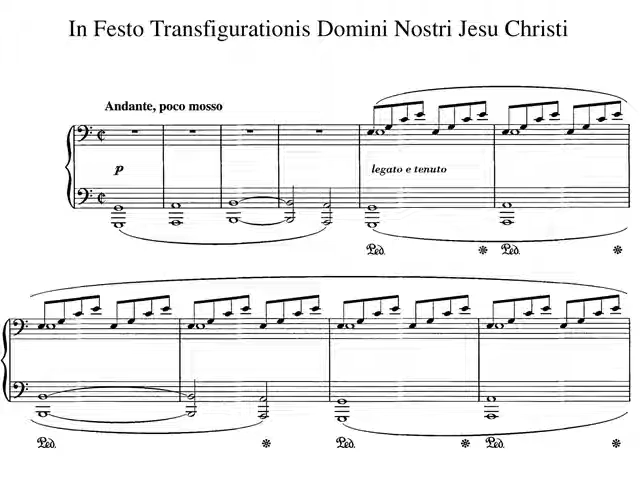 In Festo Transfigurationis Domini Nostri Jesu Christi
Andante, poco mosso
p
legato e tenuto
Ped. * Ped. *
Ped. * Ped. * Ped. *